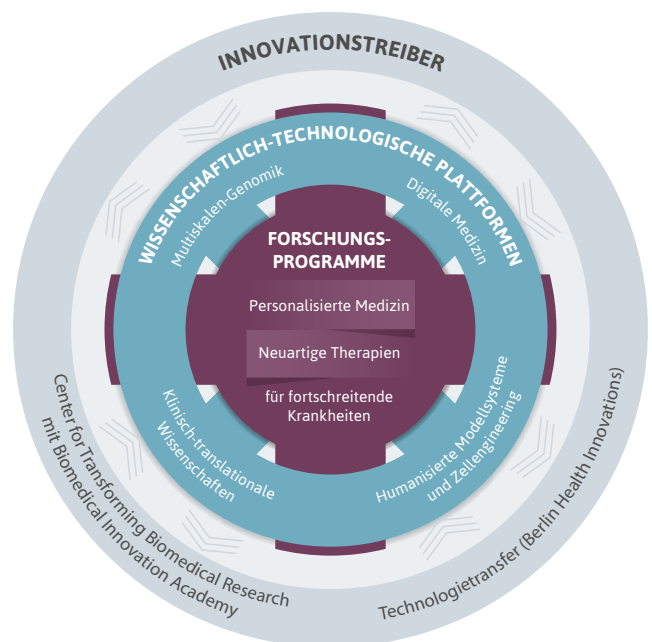 INNOVATIONSTREIBER
WISSENSCHAFTLICH-TECHNOLOGISCHE PLATTFORMEN
Multiskalen-Genomik
Digitale Medizin
FORSCHUNGS-
PROGRAMME
Personalisierte Medizin
Neuartige Therapien
für fortschreitende
Krankheiten
Klinisch-translationale
Wissenschaften
Humanisierte Modellsysteme
und Zellengineering
Center for Transforming Biomedical Research
mit Biomedical Innovation Academy
Technologietransfer (Berlin Health Innovations)